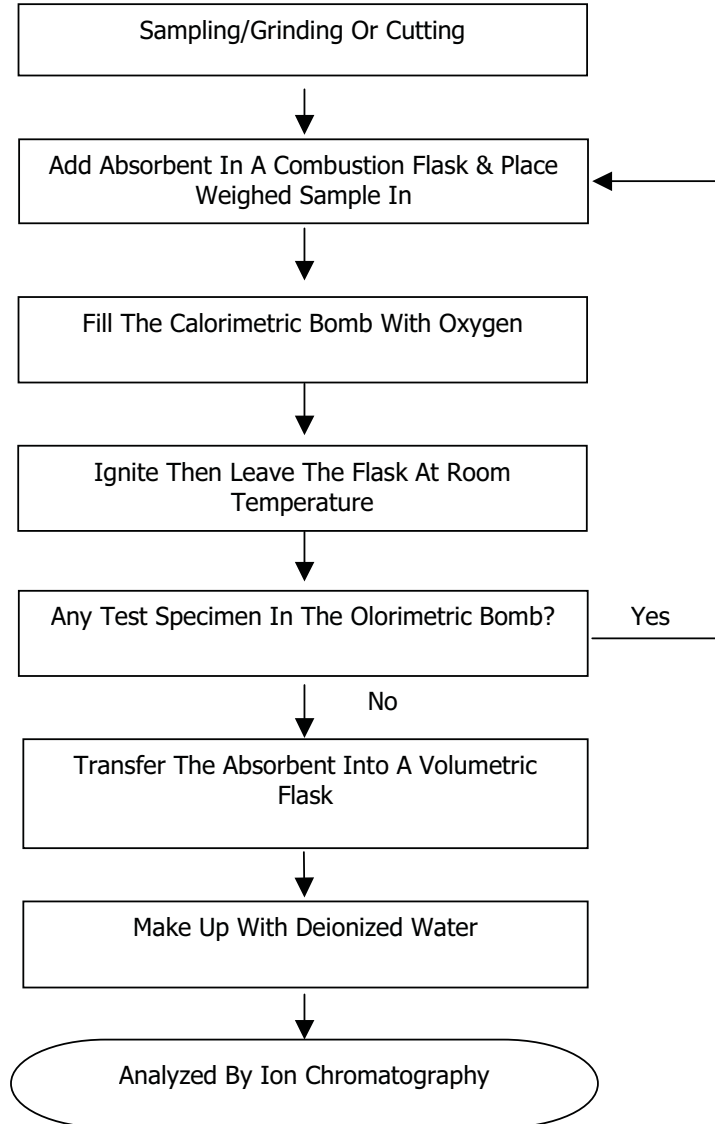 Sampling/Grinding Or Cutting
Add Absorbent In A Combustion Flask & Place
Weighed Sample In
Fill The Calorimetric Bomb With Oxygen
Ignite Then Leave The Flask At Room
Temperature
Any Test Specimen In The Olorimetric Bomb?
Yes
No
Transfer The Absorbent Into A Volumetric
Flask
Make Up With Deionized Water
Analyzed By Ion Chromatography